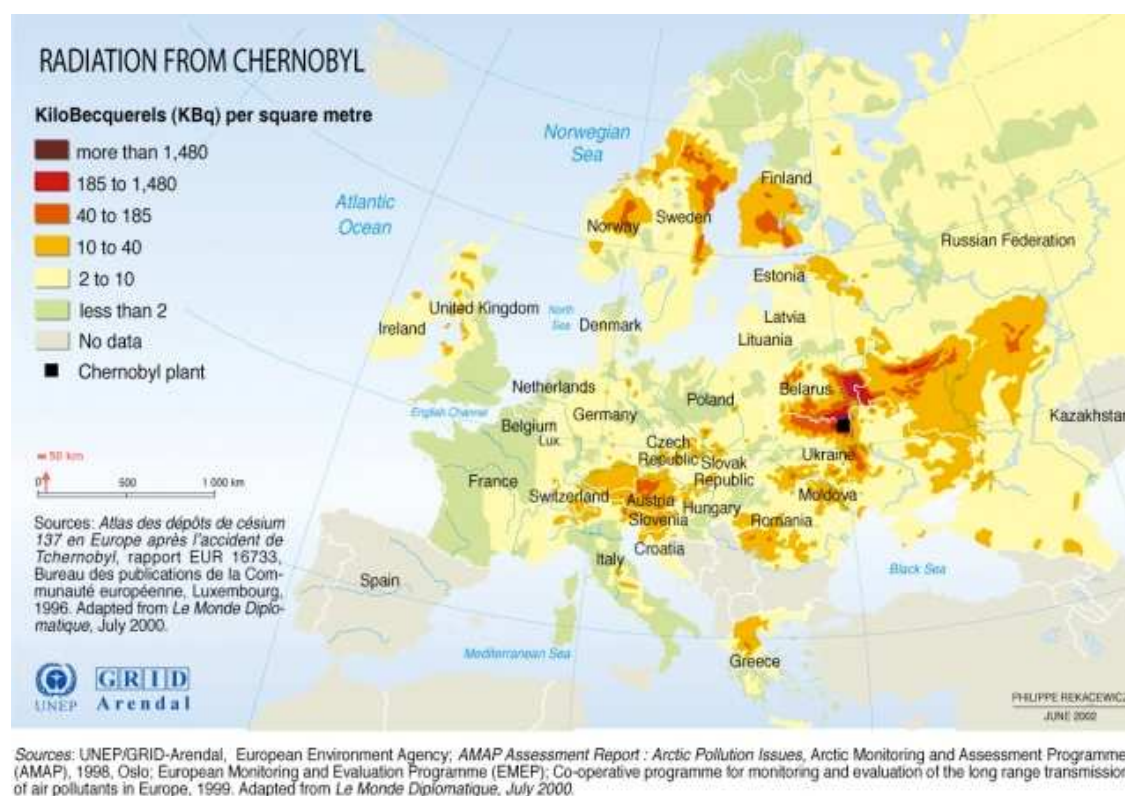 RADIATION FROM CHERNOBYL
KiloBecquerels (KBq) per square metre
more than 1,480
185 to 1,480
40 to 185
10 to 40
2 to 10
less than 2
No data
Chernobyl plant
50 km
0 500 1 000 km
Sources: Atlas des dépôts de césium
137 en Europe après l'accident de
Tchernobyl, rapport EUR 16733,
Bureau des publications de la Com-
munauté européenne, Luxembourg,
1996. Adapted from Le Monde Diplo-
matique, July 2000.
UNEP
GRID
Arendal
Norwegian
Sea
Atlantic
Ocean
Finland
Norway
Sweden
Russian Federation
Estonia
United Kingdom
North
Sea
Denmark
Latvia
Ireland
Lituania
Netherlands
Belarus
Poland
English Channel
Germany
Kazakhstan
Belgium
Lux.
Czech
Republic
Slovak
Republic
Ukraine
France
Switzerland
Austria
Hungary
Moldova
Slovenia
Romania
Croatia
Italy
Spain
Black Sea
Mediterranean Sea
Greece
PHILIPPE REKACEWICZ
JUNE 2002
Sources: UNEP/GRID-Arendal, European Environment Agency; AMAP Assessment Report : Arctic Pollution Issues, Arctic Monitoring and Assessment Programme
(AMAP), 1998, Oslo; European Monitoring and Evaluation Programme (EMEP); Co-operative programme for monitoring and evaluation of the long range transmission
of air pollutants in Europe, 1999. Adapted from Le Monde Diplomatique, July 2000.